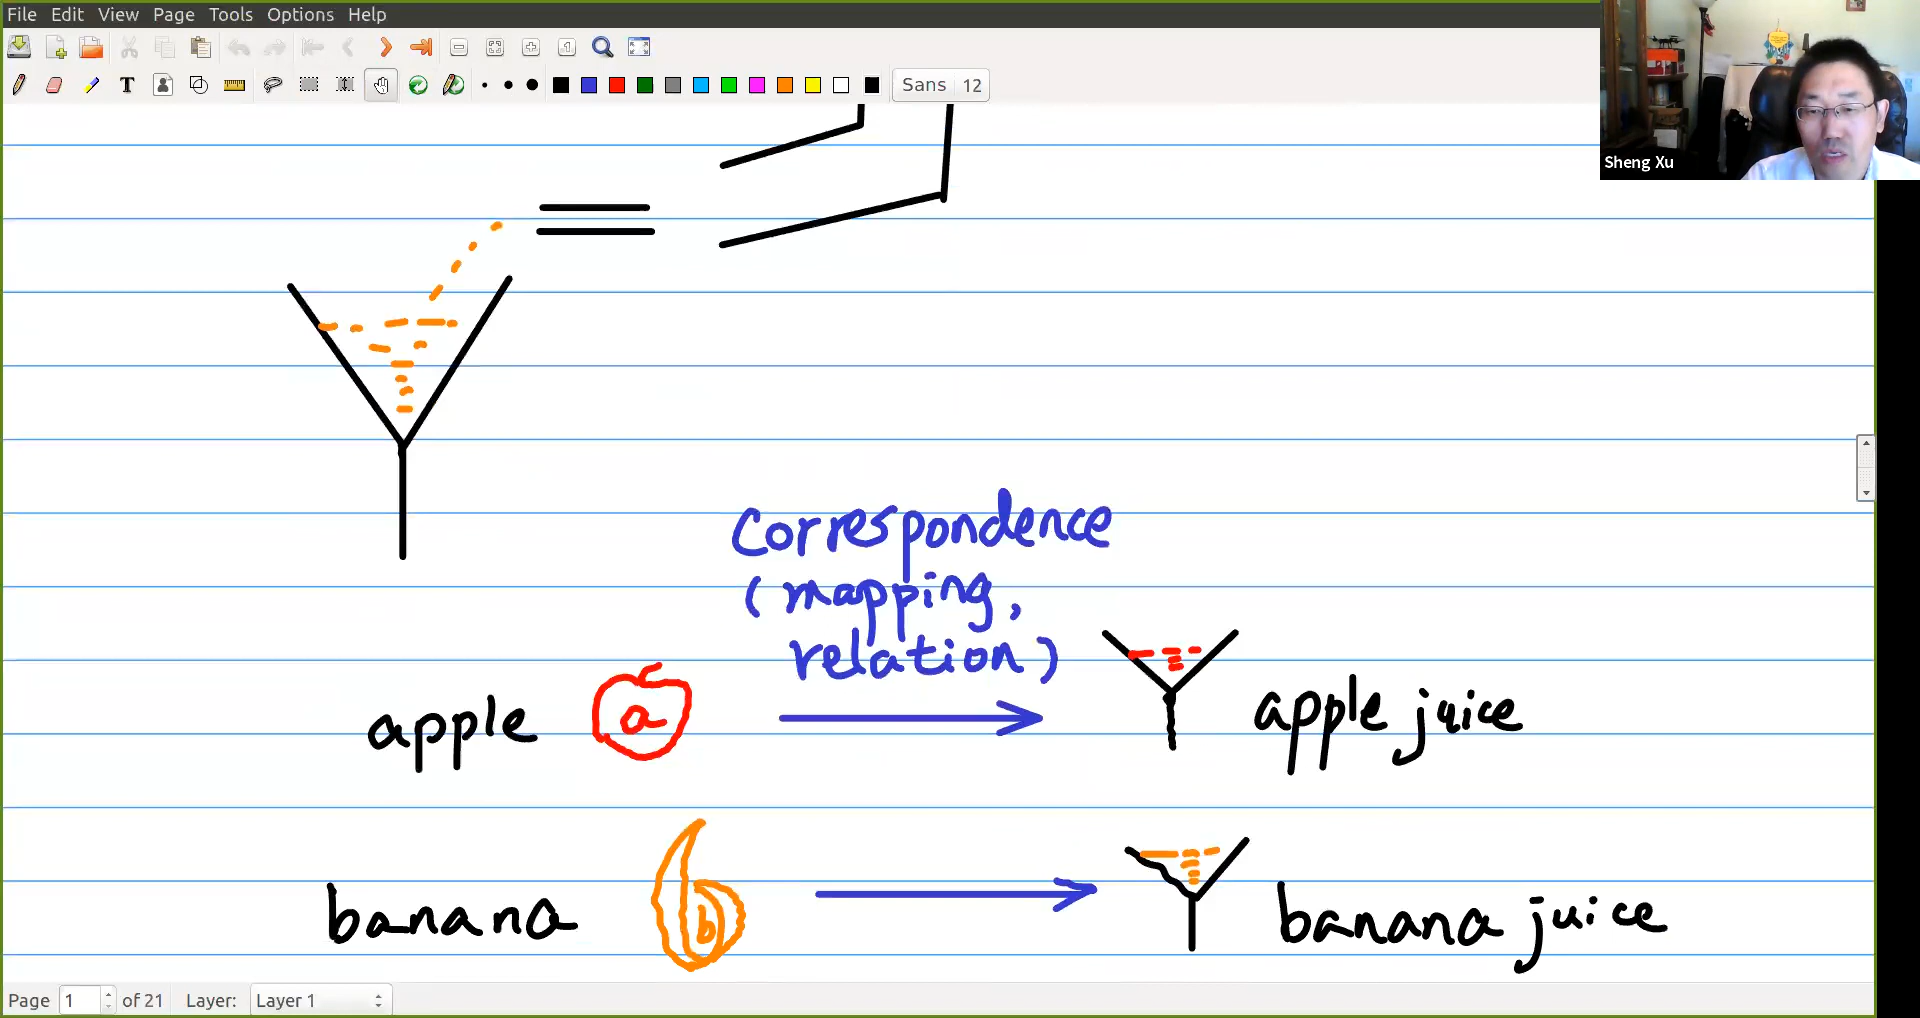 File Edit View Page Tools Options Help
Sans 12
Sheng Xu
Correspondence
(mapping,
relation)
apple a apple juice
banana b banana juice
Page 1 of 21 Layer: Layer 1